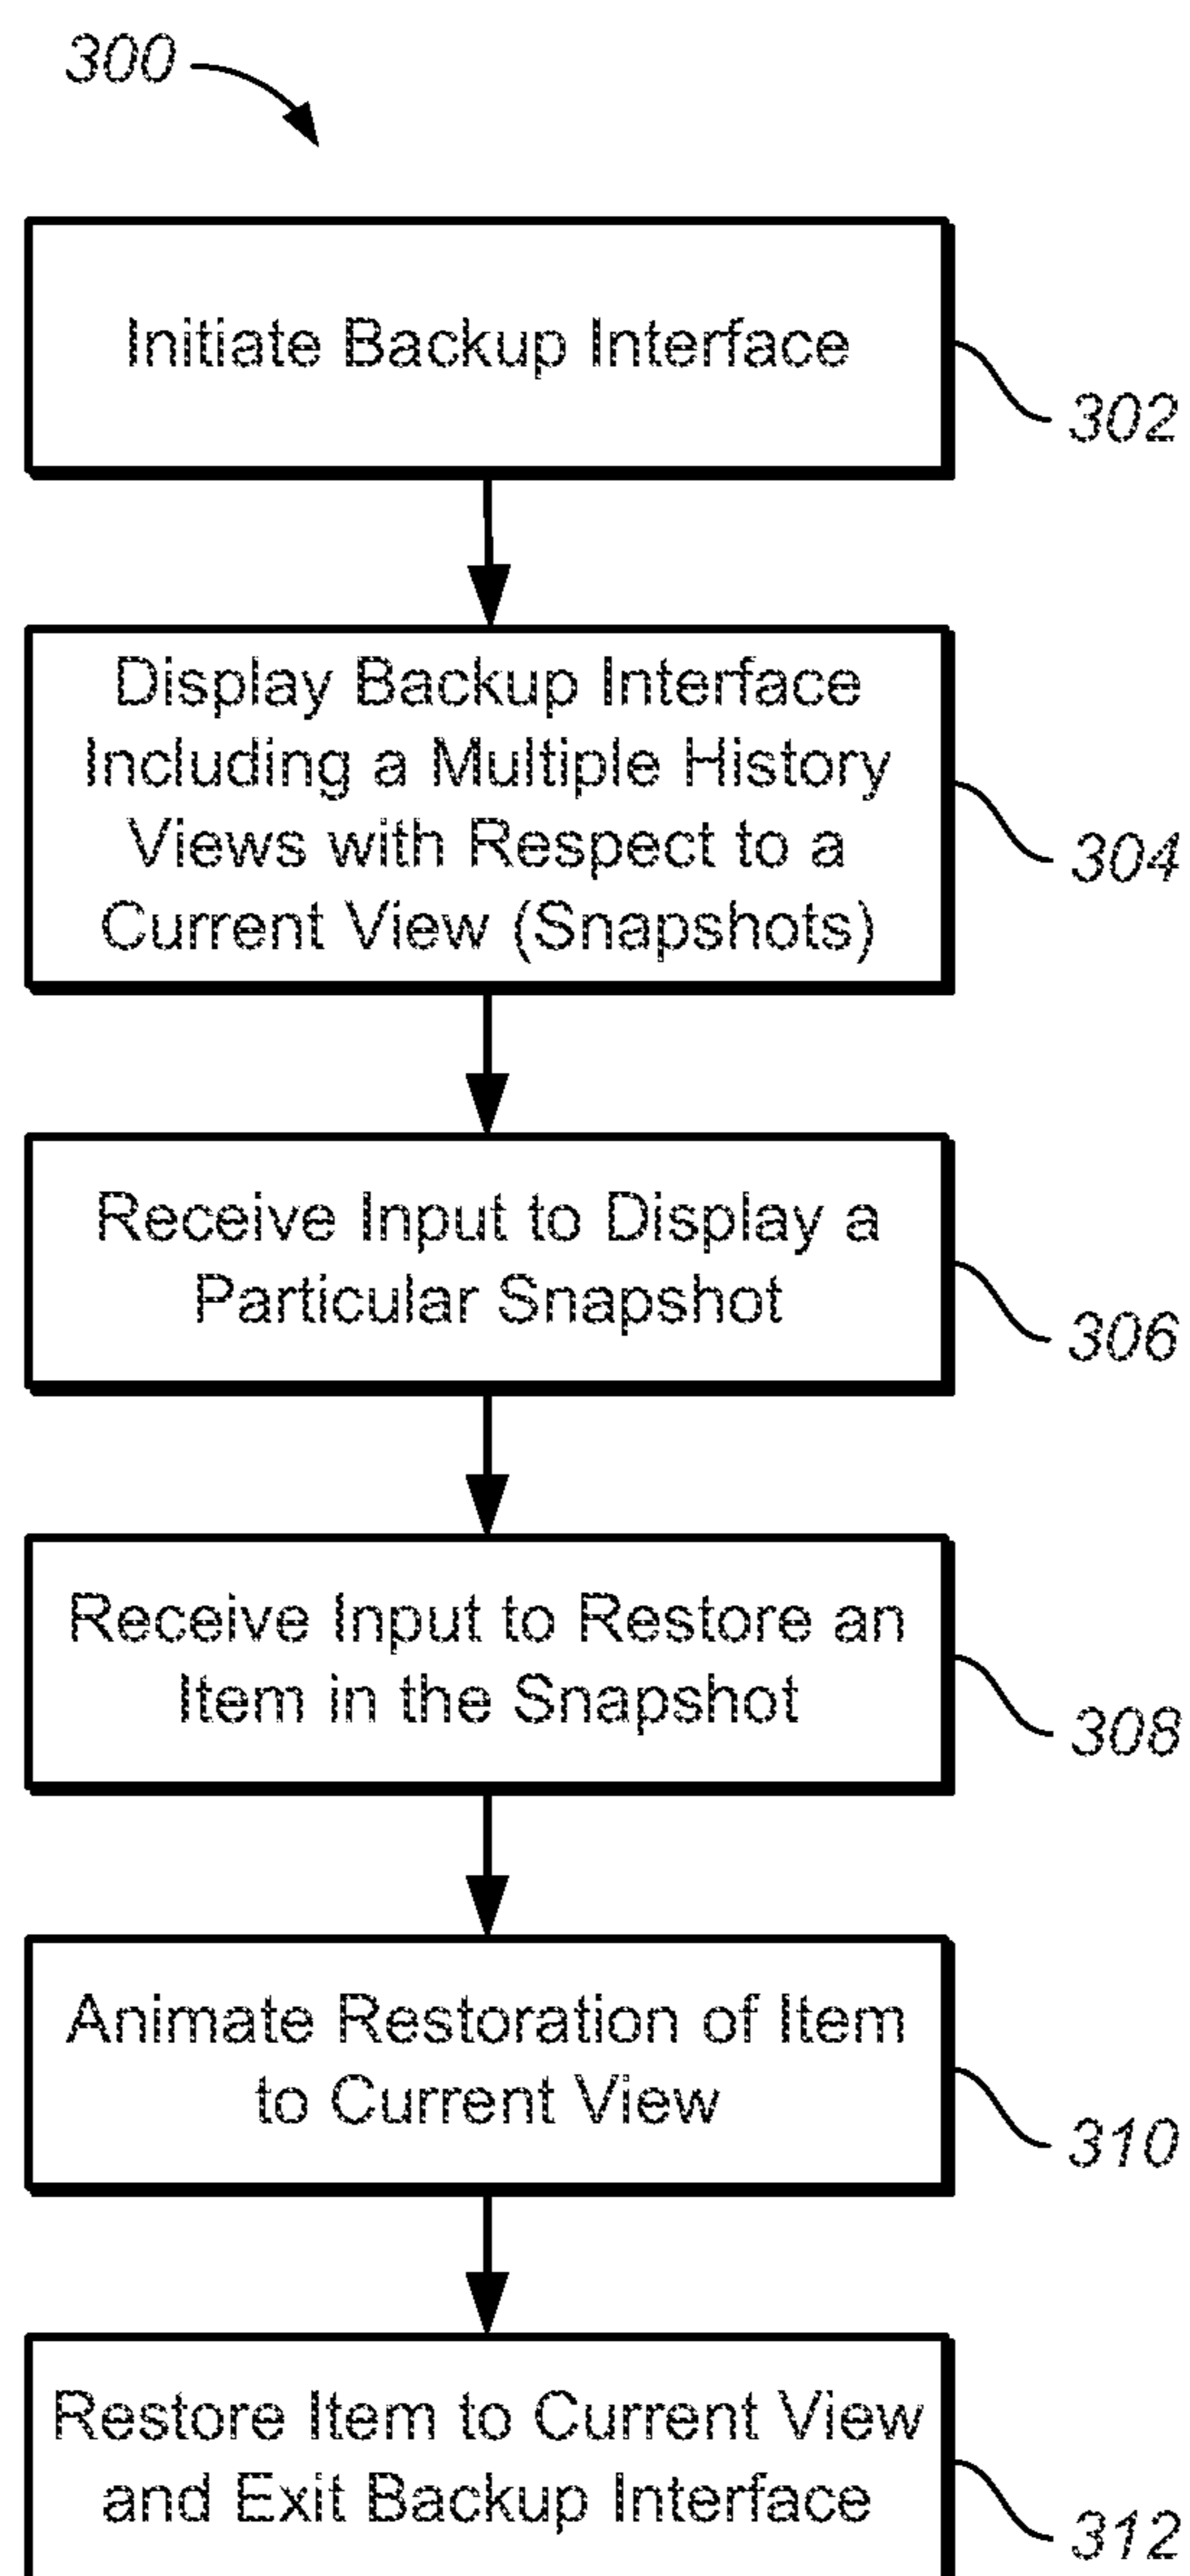 300
Initiate Backup Interface
302
Display Backup Interface
Including a Multiple History
Views with Respect to a
Current View (Snapshots)
304
Receive Input to Display a
Particular Snapshot
306
Receive Input to Restore an
Item in the Snapshot
308
Animate Restoration of Item
to Current View
310
Restore Item to Current View
and Exit Backup Interface
312